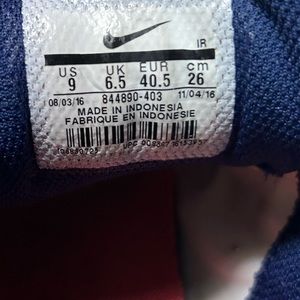 IR
US UK EUR cm
9 6.5 40.5 26
08/03/16 844890-403 11/04/16
MADE IN INDONESIA
FABRIQUE EN INDONESIE
UPC